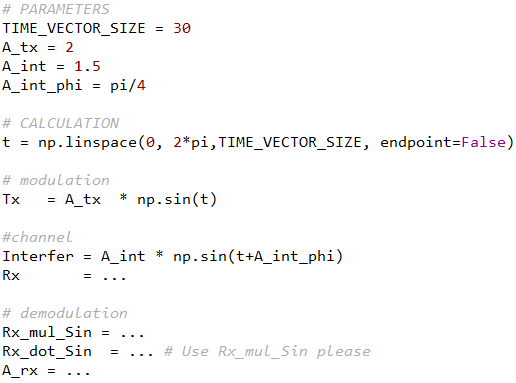 # PARAMETERS
TIME_VECTOR_SIZE = 30
A_tx = 2
A_int = 1.5
A_int_phi = pi/4
# CALCULATION
t = np.linspace(0, 2*pi,TIME_VECTOR_SIZE, endpoint=False)
# modulation
Tx   = A_tx  * np.sin(t)
#channel
Interfer = A_int * np.sin(t+A_int_phi)
Rx       = ...
# demodulation
Rx_mul_Sin = ...
Rx_dot_Sin  = ... # Use Rx_mul_Sin please
A_rx = ...